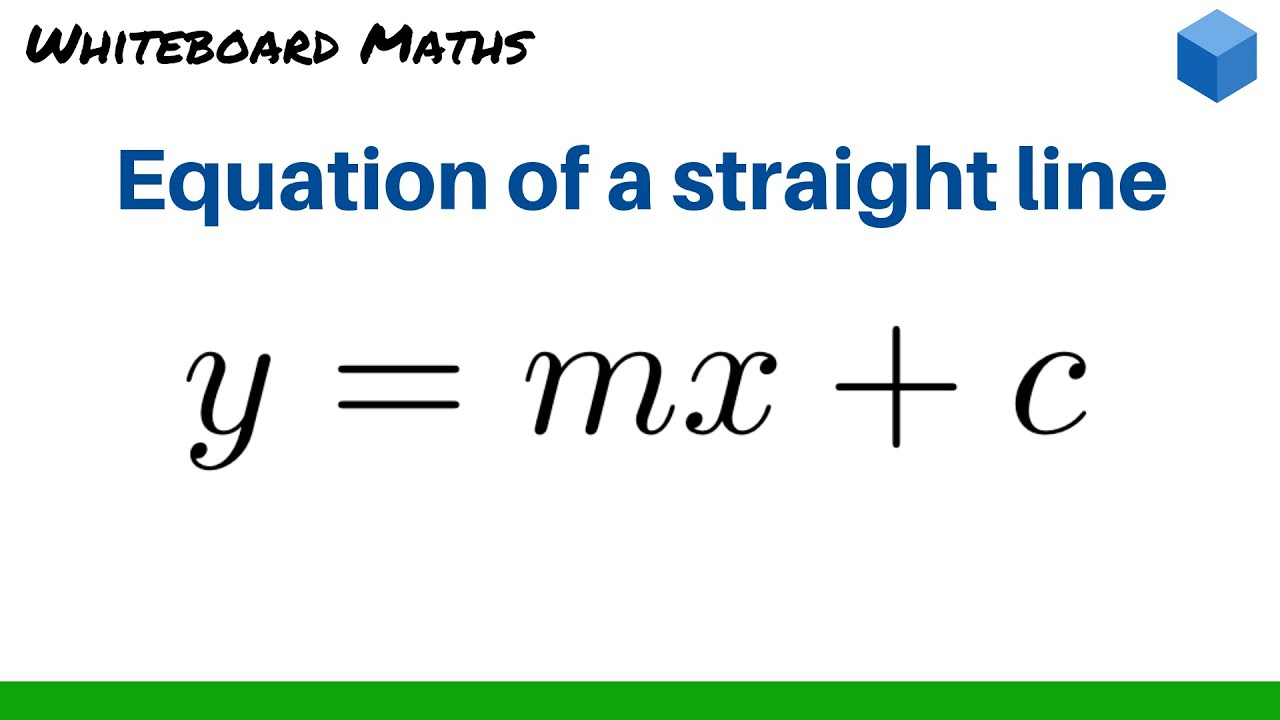 Whiteboard Maths
Equation of a straight line
y = mx + c